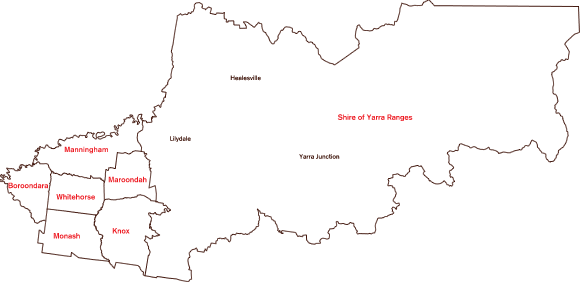 Healesville
Shire of Yarra Ranges
Lilydale
Manningham
Yarra Junction
Maroondah
Boroondara
Whitehorse
Knox
Monash